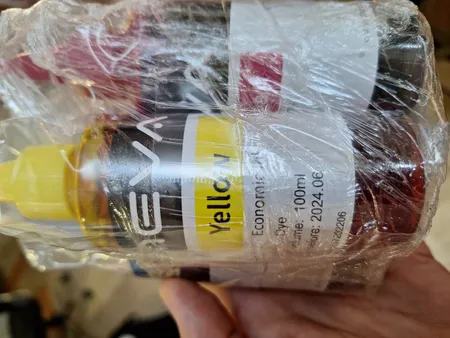 EVA
Yellow
Economic
Dye
100ml
2024.06